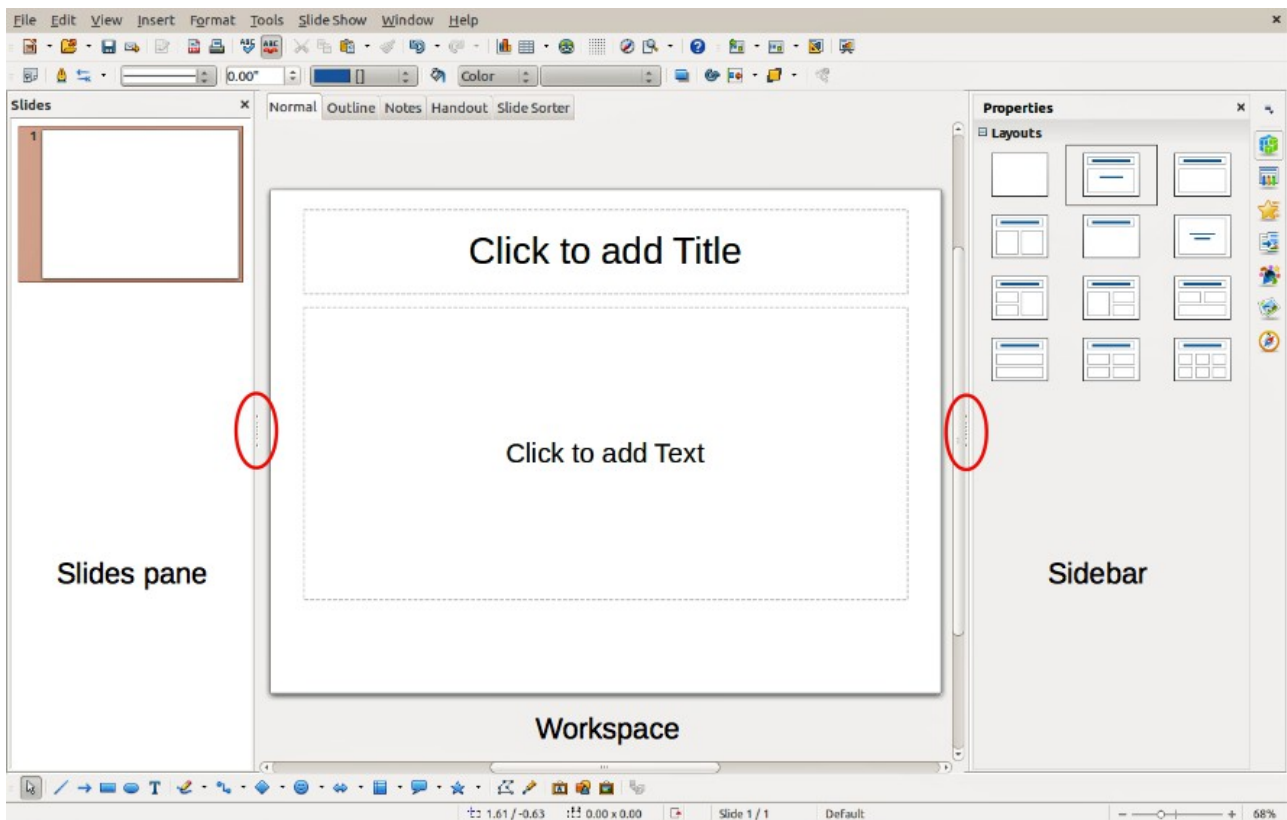 File Edit View Insert Format Tools Slide Show Window Help
0.00" [] Color
Slides
Normal Outline Notes Handout Slide Sorter
Properties
Layouts
1
Click to add Title
Click to add Text
Slides pane
Sidebar
Workspace
1.61 / -0.63 0.00 x 0.00 Slide 1 / 1 Default 68%